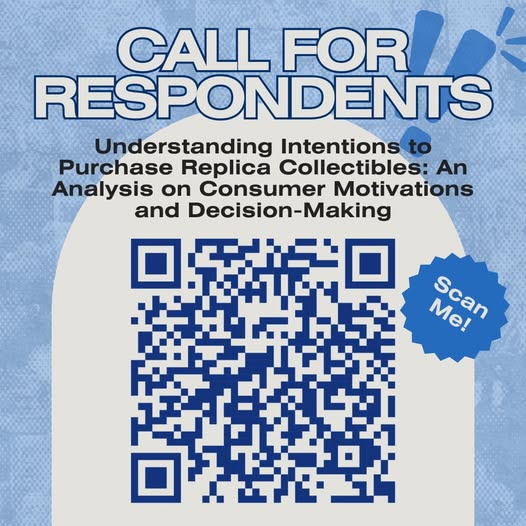 CALL FOR
RESPONDENTS
Understanding Intentions to
Purchase Replica Collectibles: An
Analysis on Consumer Motivations
and Decision-Making
Scan
Me!